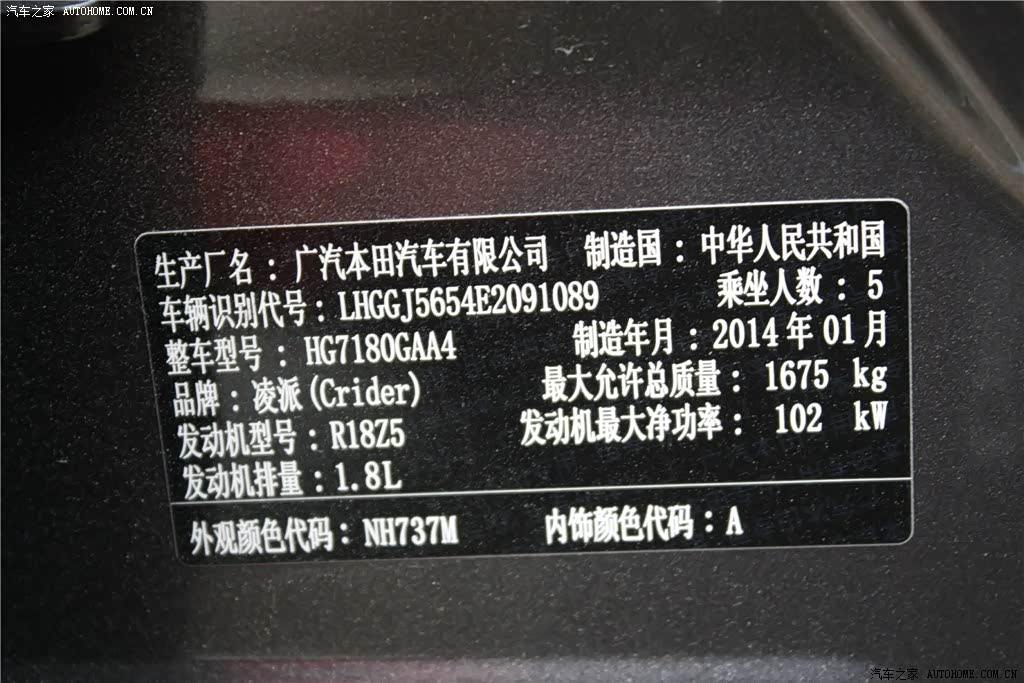 汽车之家 AUTOHOME.COM.CN
生产厂名：广汽本田汽车有限公司 制造国：中华人民共和国
车辆识别代号：LHGGJ5654E2091089 乘坐人数：5
整车型号：HG7180GAA4 制造年月：2014年01月
品牌：凌派(Crider) 最大允许总质量：1675 kg
发动机型号：R18Z5 发动机最大净功率：102 kW
发动机排量：1.8L
外观颜色代码：NH737M 内饰颜色代码：A
汽车之家 AUTOHOME.COM.CN